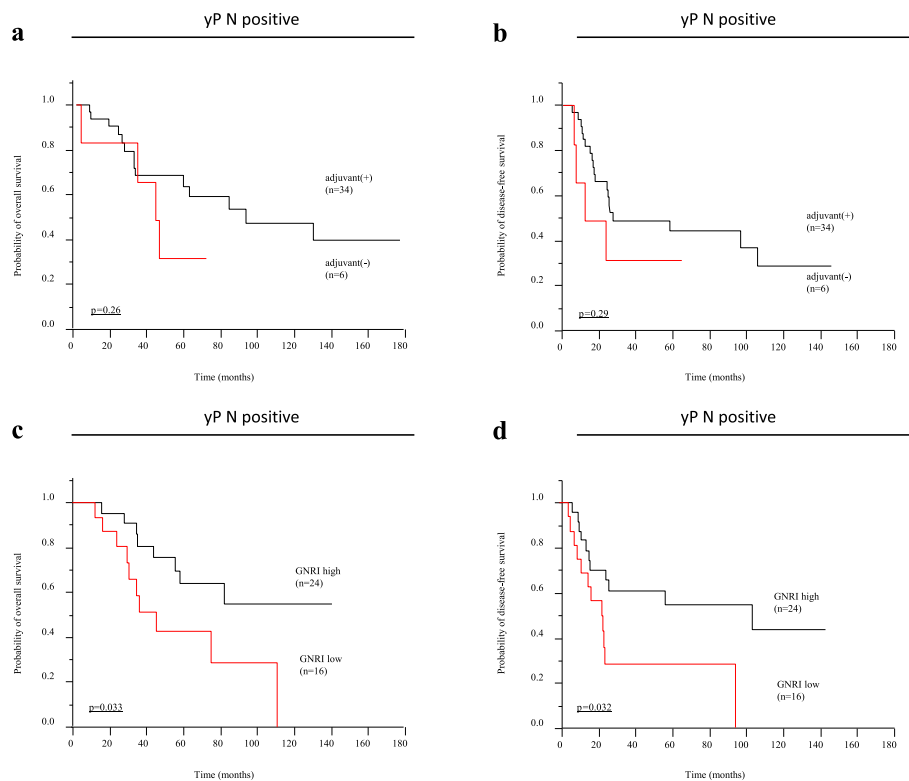 a
yP N positive
Probability of overall survival
1.0
0.8
0.6
0.4
0.2
0.0
adjuvant(+)
(n=34)
adjuvant(-)
(n=6)
p=0.26
0 20 40 60 80 100 120 140 160 180
Time (months)
b
yP N positive
Probability of disease-free survival
1.0
0.8
0.6
0.4
0.2
0.0
adjuvant(+)
(n=34)
adjuvant(-)
(n=6)
p=0.29
0 20 40 60 80 100 120 140 160 180
Time (months)
c
yP N positive
Probability of overall survival
1.0
0.8
0.6
0.4
0.2
0.0
GNRI high
(n=24)
GNRI low
(n=16)
p=0.033
0 20 40 60 80 100 120 140 160 180
Time (months)
d
yP N positive
Probability of disease-free survival
1.0
0.8
0.6
0.4
0.2
0.0
GNRI high
(n=24)
GNRI low
(n=16)
p=0.032
0 20 40 60 80 100 120 140 160 180
Time (months)